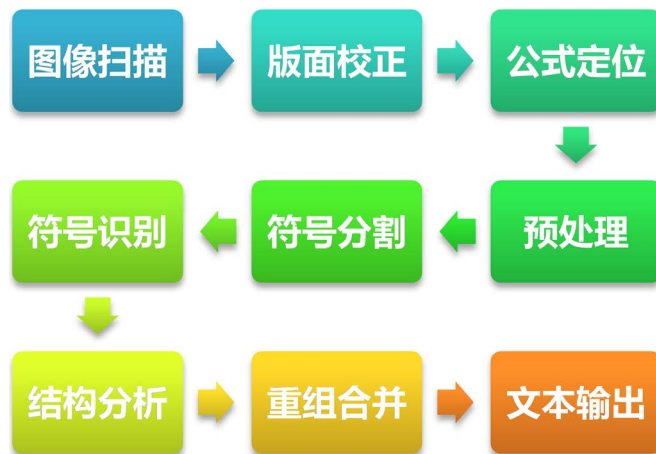 图像扫描
版面校正
公式定位
预处理
符号分割
符号识别
结构分析
重组合并
文本输出